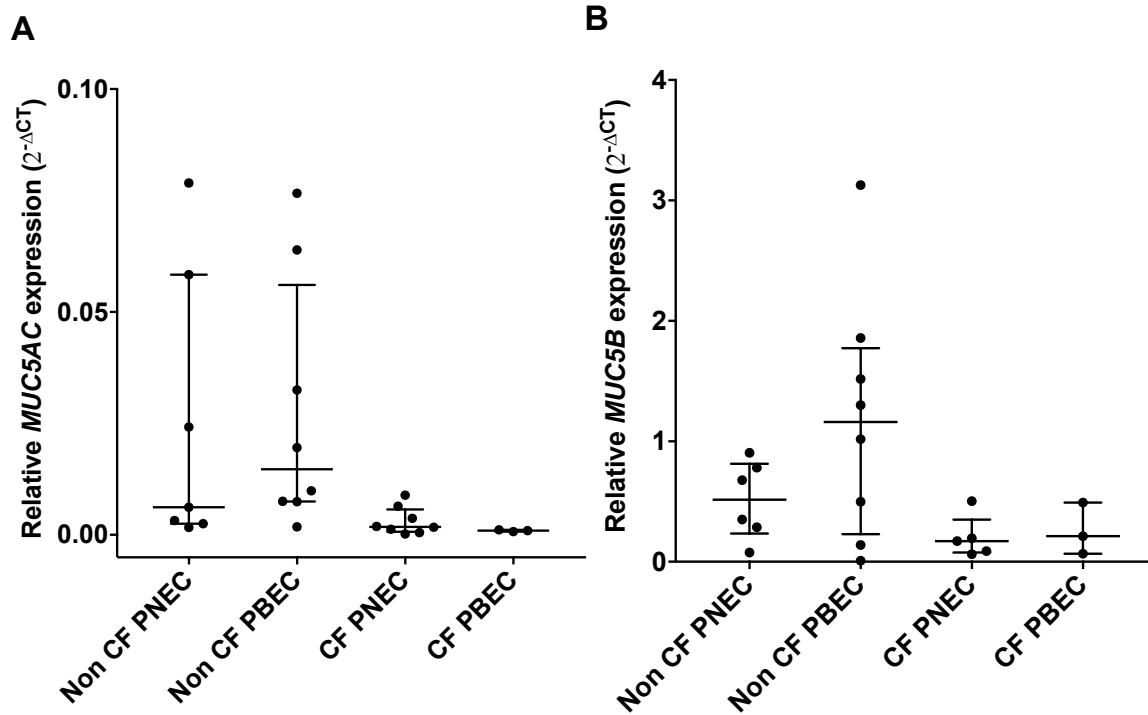 A
Relative MUC5AC expression (2-ΔCT)
0.10
0.05
0.00
Non CF PNEC
Non CF PBEC
CF PNEC
CF PBEC
B
Relative MUC5B expression (2-ΔCT)
4
3
2
1
0
Non CF PNEC
Non CF PBEC
CF PNEC
CF PBEC